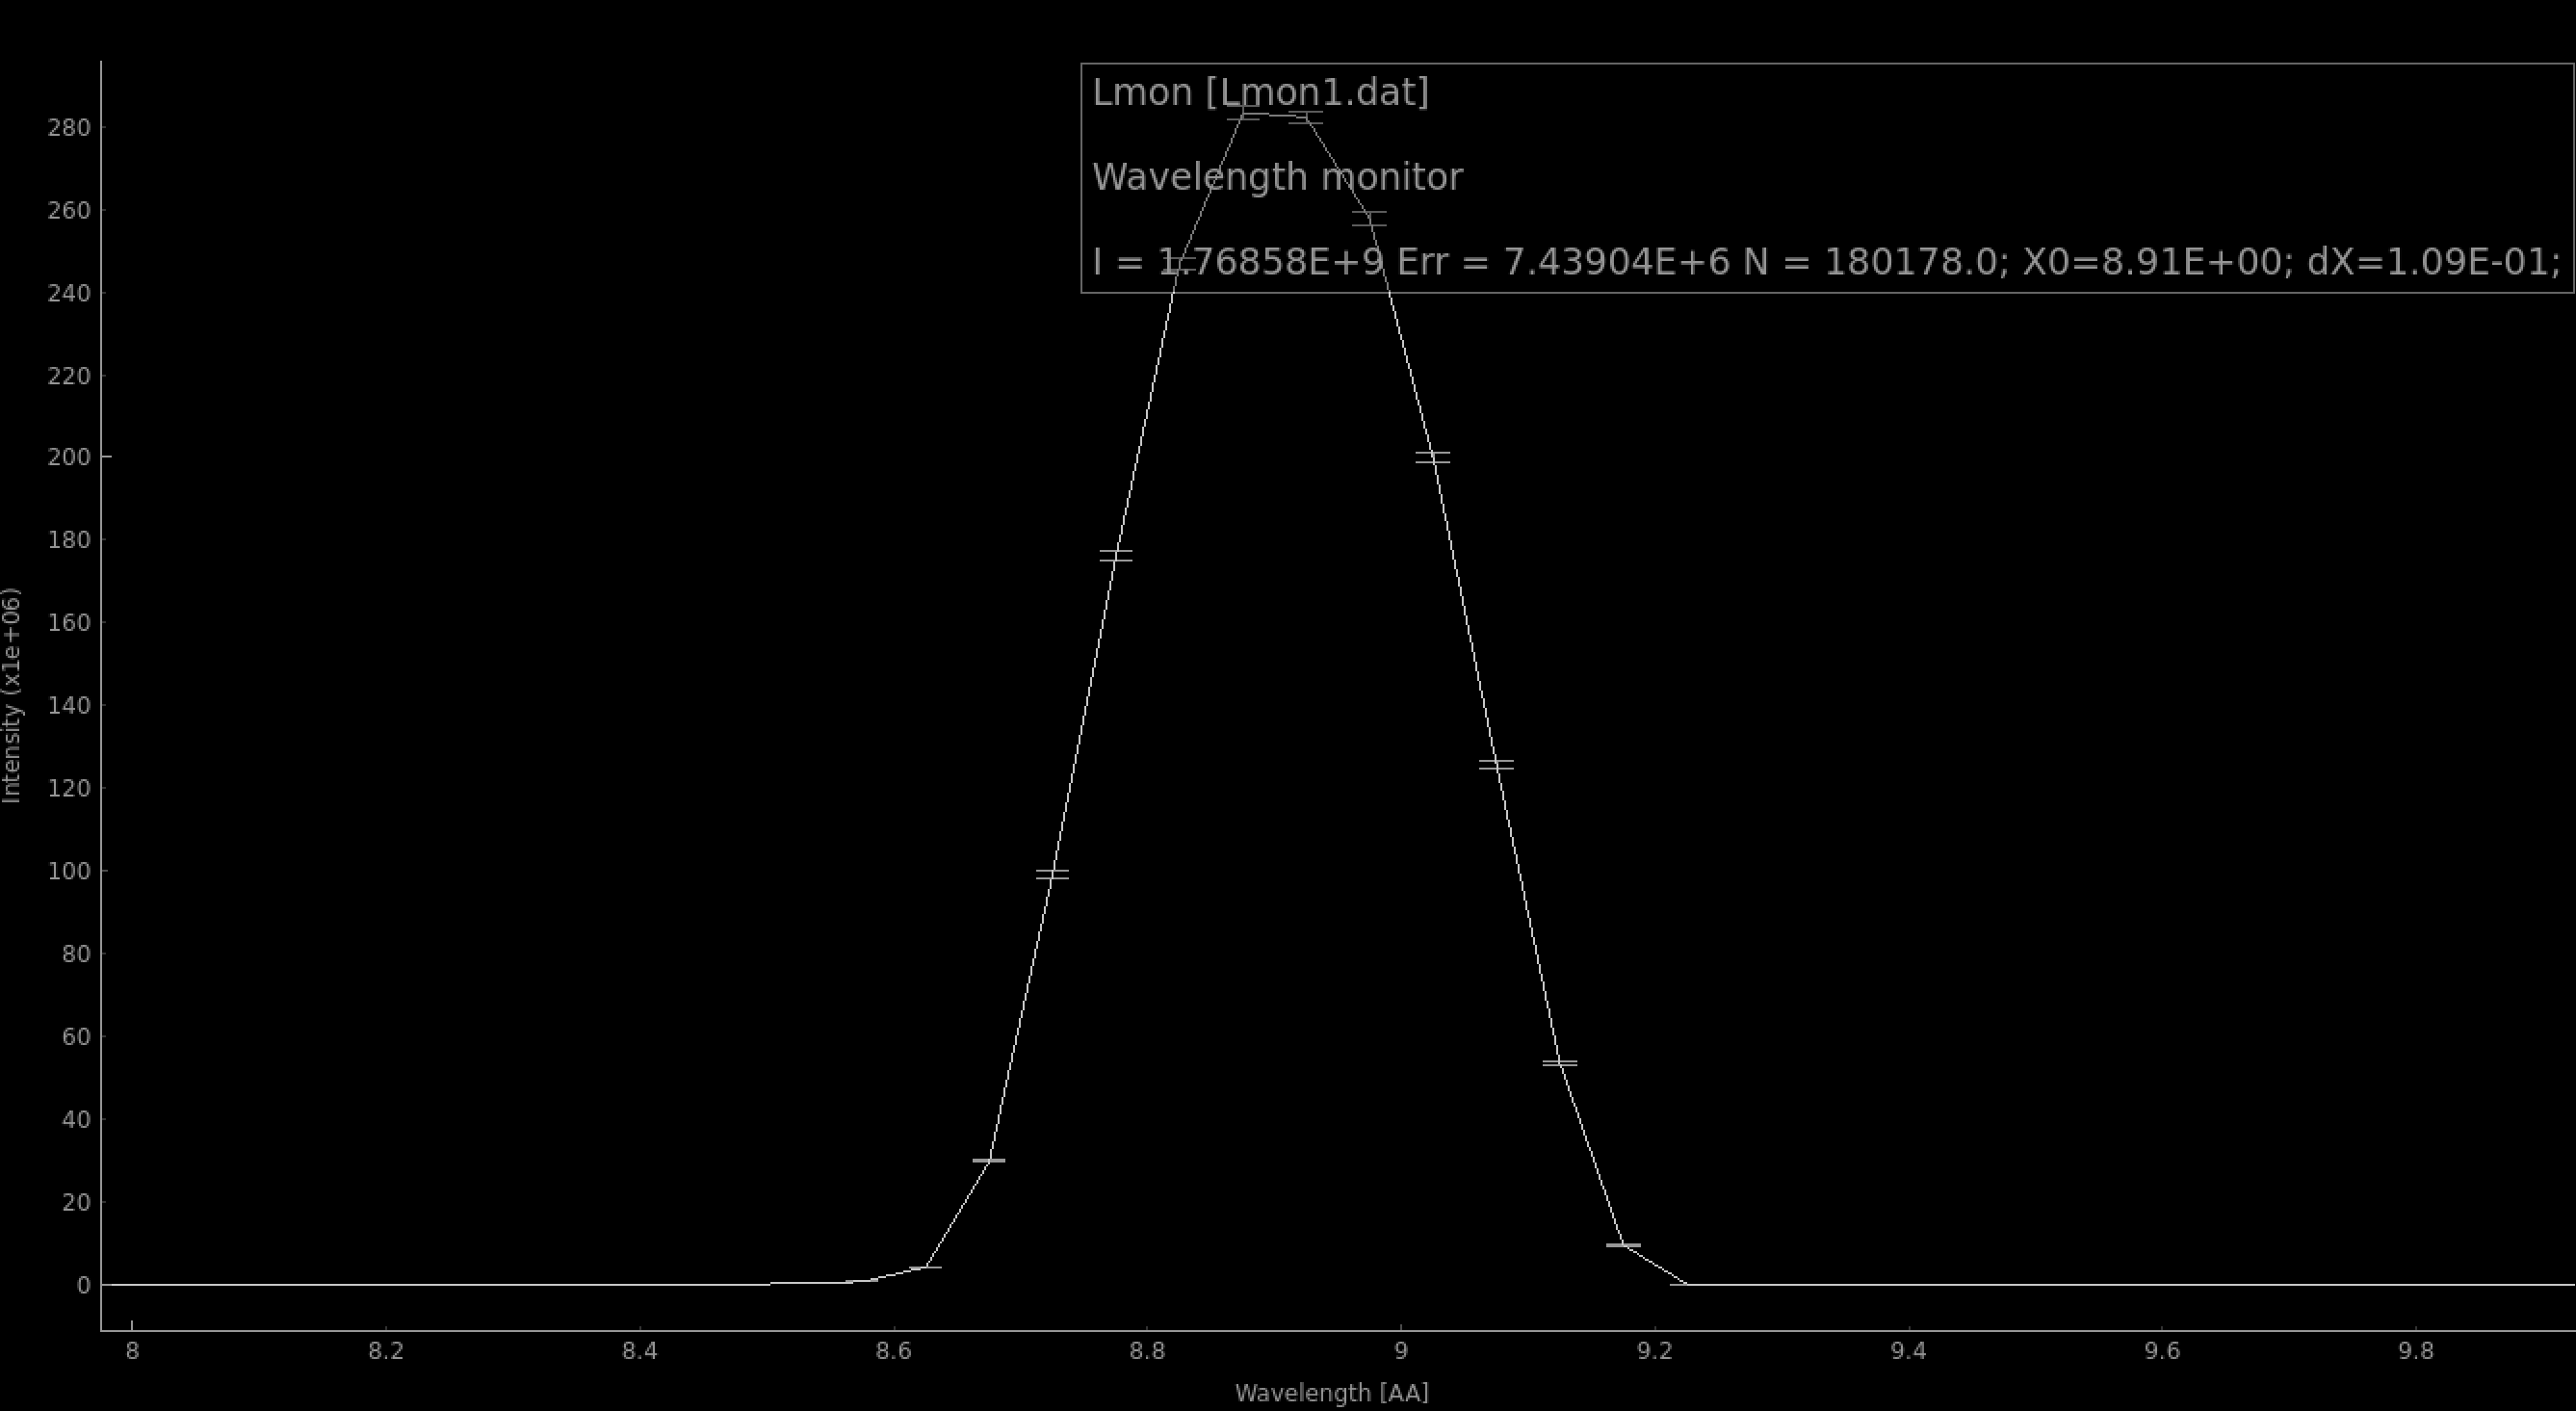 Lmon [Lmon1.dat]
Wavelength monitor
I = 1.76858E+9 Err = 7.43904E+6 N = 180178.0; X0=8.91E+00; dX=1.09E-01;
280
260
240
220
200
180
160
140
120
100
80
60
40
20
0
Intensity (x1e+06)
8 8.2 8.4 8.6 8.8 9 9.2 9.4 9.6 9.8
Wavelength [AA]